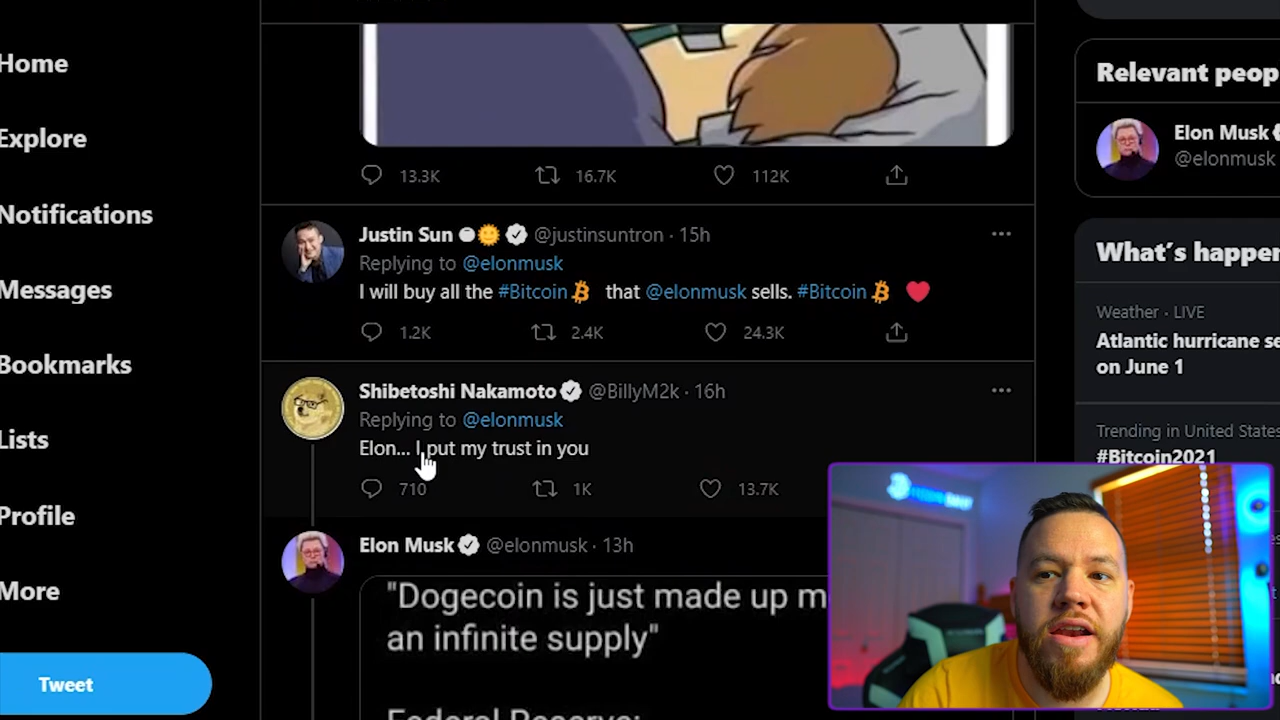 Home
Explore
Notifications
Messages
Bookmarks
Lists
Profile
More
Tweet
13.3K 16.7K 112K
Justin Sun @justinsuntron · 15h
Replying to @elonmusk
I will buy all the #Bitcoin that @elonmusk sells. #Bitcoin
1.2K 2.4K 24.3K
Shibetoshi Nakamoto @BillyM2k · 16h
Replying to @elonmusk
Elon... I put my trust in you
710 1K 13.7K
Elon Musk @elonmusk · 13h
"Dogecoin is just made up m
an infinite supply"
Federal Reserve:
Relevant peop
Elon Musk
@elonmusk
What's happen
Weather · LIVE
Atlantic hurricane se
on June 1
Trending in United States
#Bitcoin2021